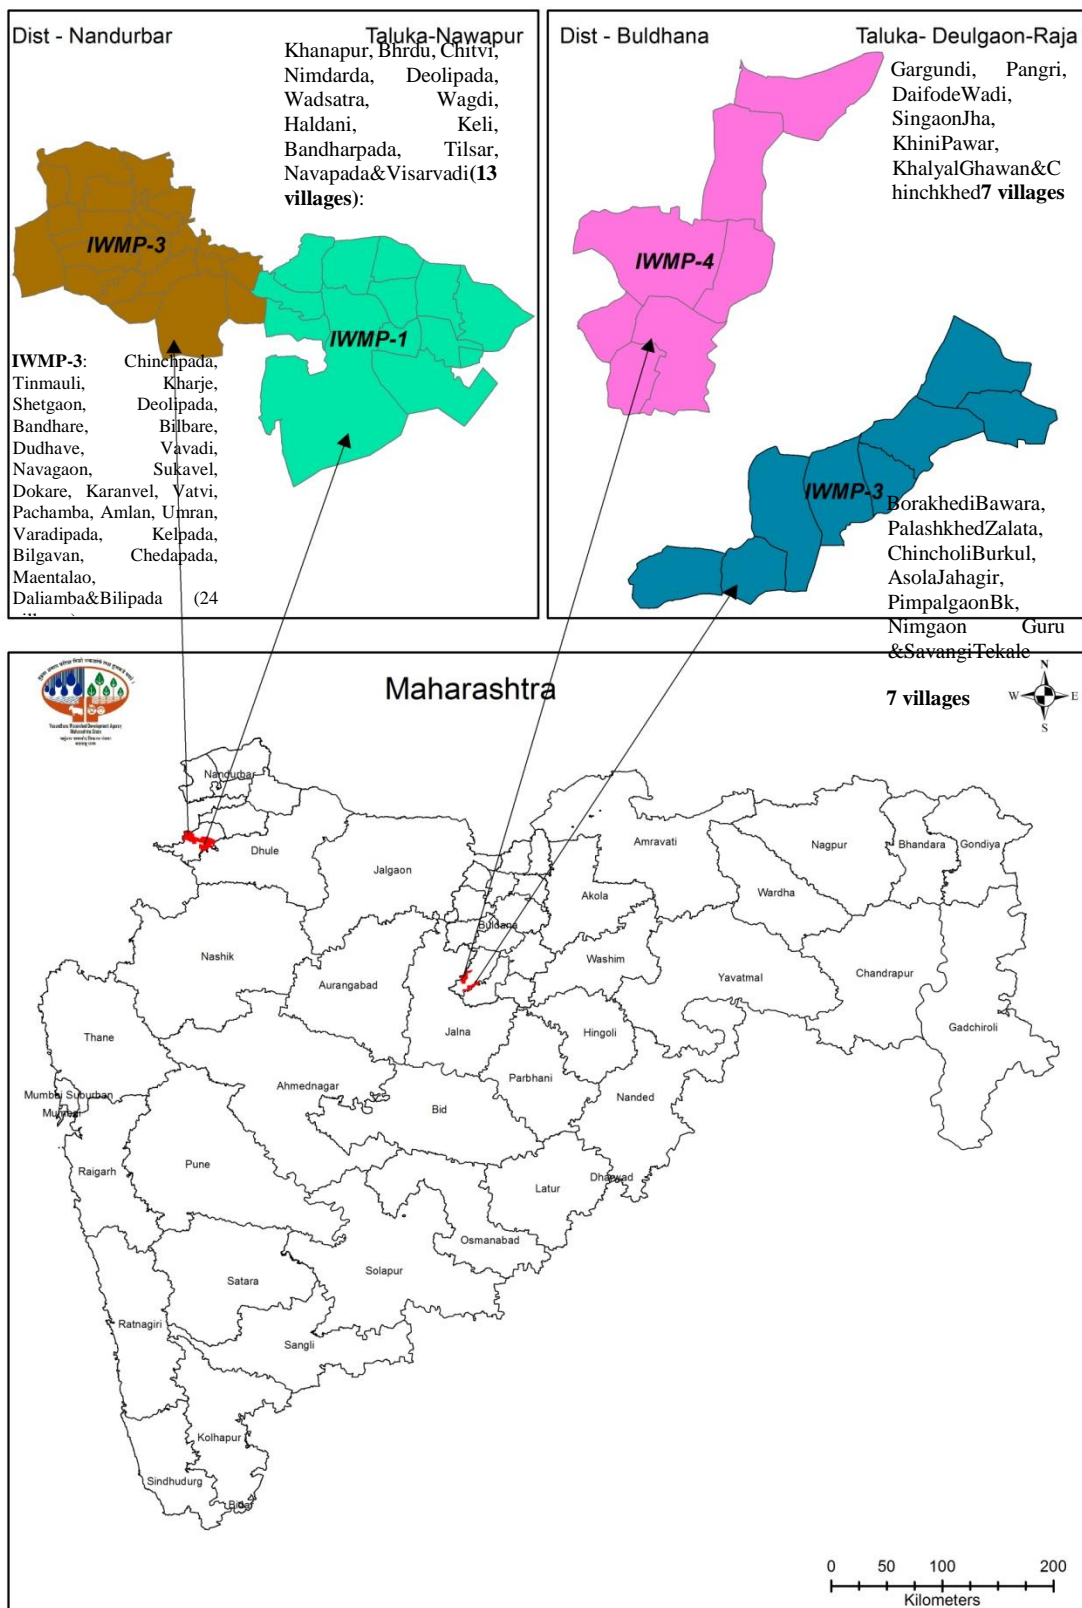 Dist - Nandurbar
Taluka-Nawapur
Khanapur, Bhrdu, Chitvi,
Nimdarda, Deolipada,
Wadsatra, Wagdi,
Haldani, Keli,
Bandharpada, Tilsar,
Navapada&Visarvadi(13
villages):
IWMP-3
IWMP-1
IWMP-3: Chinchpada,
Tinmauli, Kharje,
Shetgaon, Deolipada,
Bandhare, Bilbare,
Dudhave, Vavadi,
Navagaon, Sukavel,
Dokare, Karanvel, Vatvi,
Pachamba, Amlan, Umran,
Varadipada, Kelpada,
Bilgavan, Chedapada,
Maentalao,
Daliamba&Bilipada (24
Dist - Buldhana
Taluka- Deulgaon-Raja
Gargundi, Pangri,
DaifodeWadi,
SingaonJha,
KhiniPawar,
KhalyalGhawan&C
hinchkhed7 villages
IWMP-4
IWMP-3
BorakhediBawara,
PalashkhedZalata,
ChincholiBurkul,
AsolaJahagir,
PimpalgaonBk,
Nimgaon Guru
&SavangiTekale
7 villages
Maharashtra
Vasundhara Watershed Development Agency
Maharashtra State
N
W E
S
Nandurbar
Dhule
Jalgaon
Amravati
Nagpur
Bhandara
Gondiya
Akola
Wardha
Buldana
Nashik
Washim
Aurangabad
Yavatmal
Chandrapur
Gadchiroli
Jalna
Hingoli
Thane
Parbhani
Ahmednagar
Nanded
Mumbai Suburban
Mumbai
Bid
Pune
Raigarh
Latur
Dharwad
Osmanabad
Solapur
Satara
Ratnagiri
Sangli
Kolhapur
Sindhudurg
0 50 100 200
Kilometers